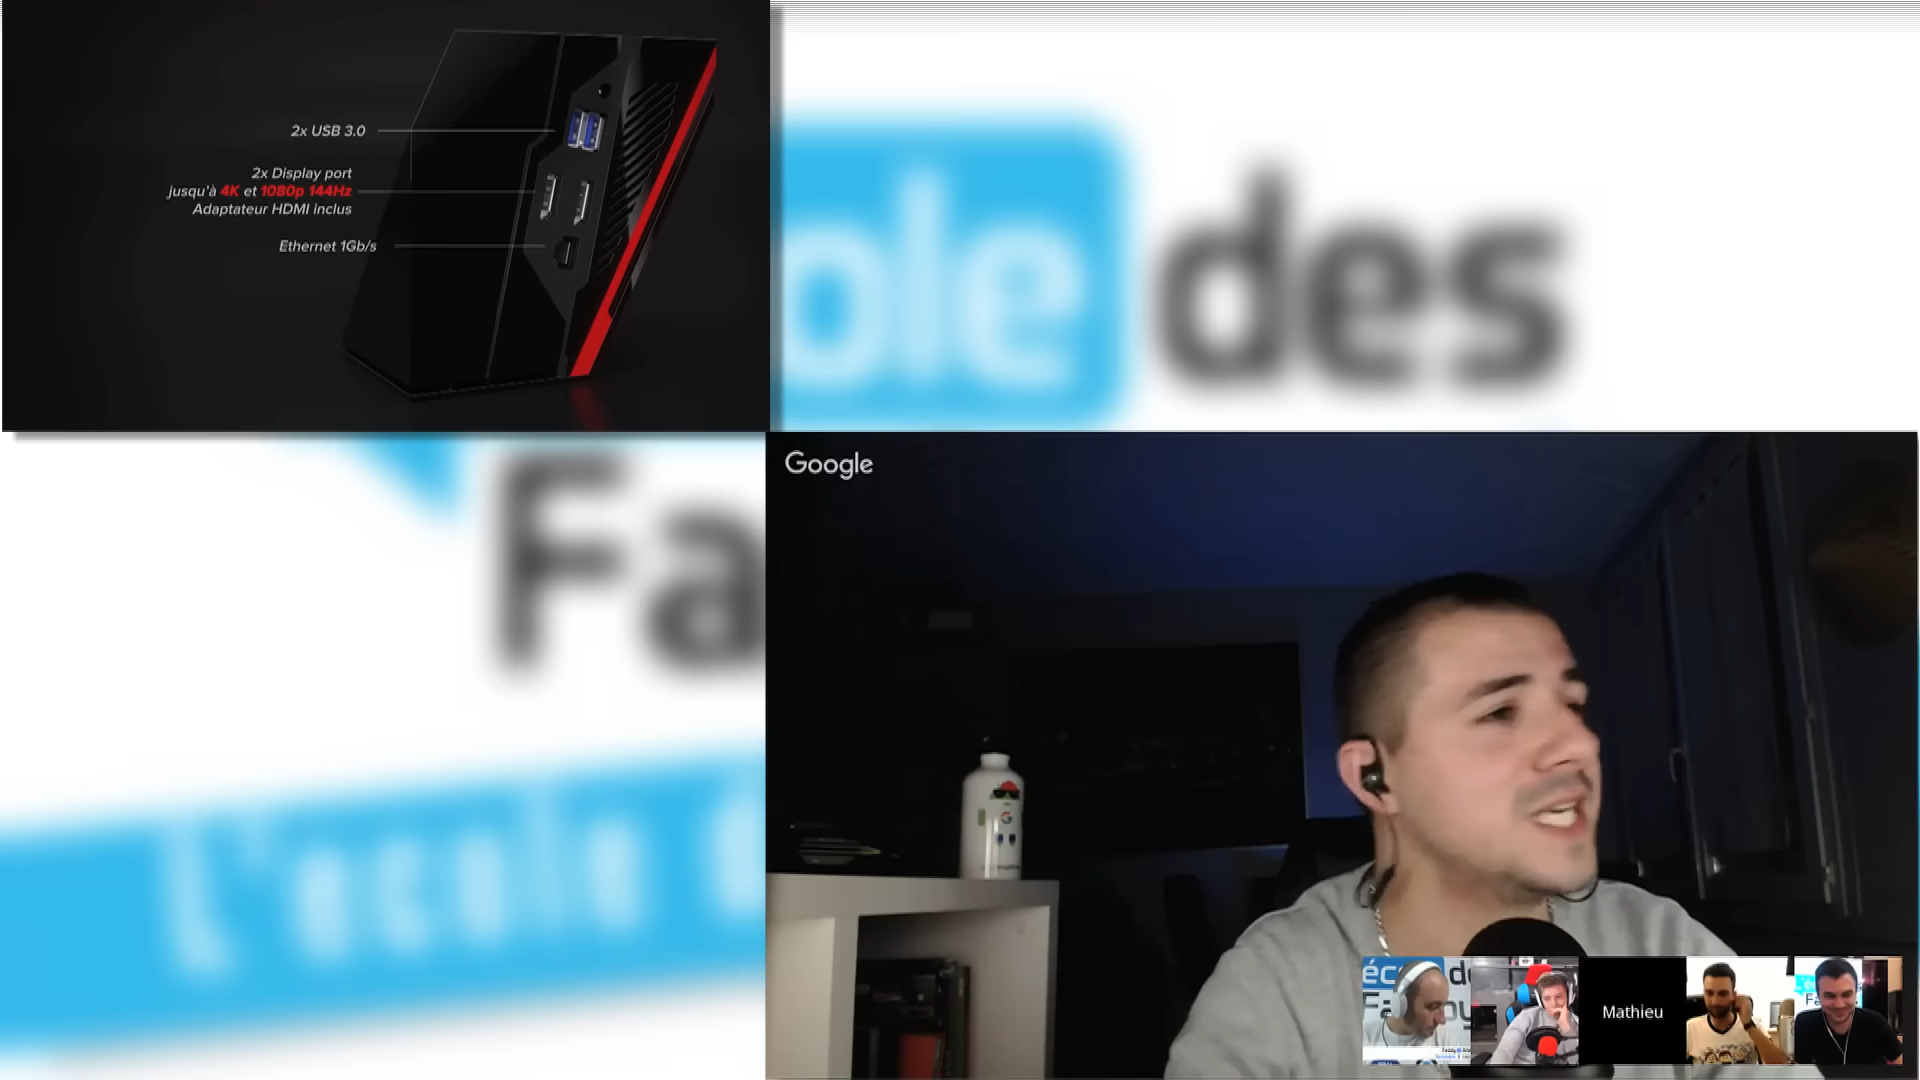 2x USB 3.0
2x Display port
jusqu'à 4K et 1080p 144Hz
Adaptateur HDMI inclus
Ethernet 1Gb/s
ole des
Fa
L'école
Google
Mathieu